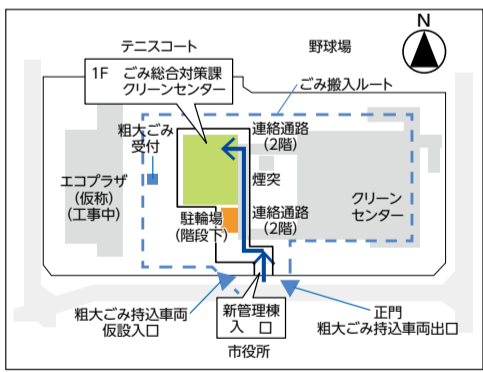 N
テニスコート
野球場
1F ごみ総合対策課
クリーンセンター
ごみ搬入ルート
粗大ごみ
受付
連絡通路
(2階)
エコプラザ
(仮称)
(工事中)
煙突
クリーン
センター
駐輪場
(階段下)
連絡通路
(2階)
粗大ごみ持込車両
仮設入口
新管理棟
入 口
正門
粗大ごみ持込車両出口
市役所